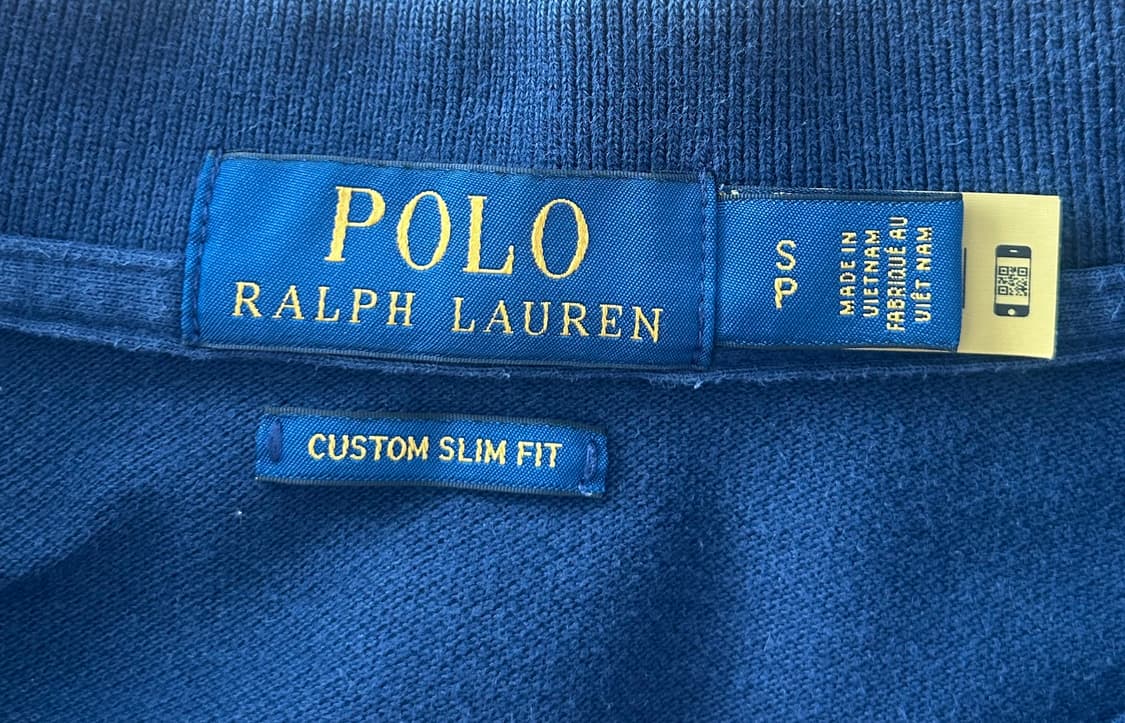 POLO
RALPH LAUREN
S
P
MADE IN
VIETNAM
FABRIQUÉ AU
VIÊT NAM
CUSTOM SLIM FIT